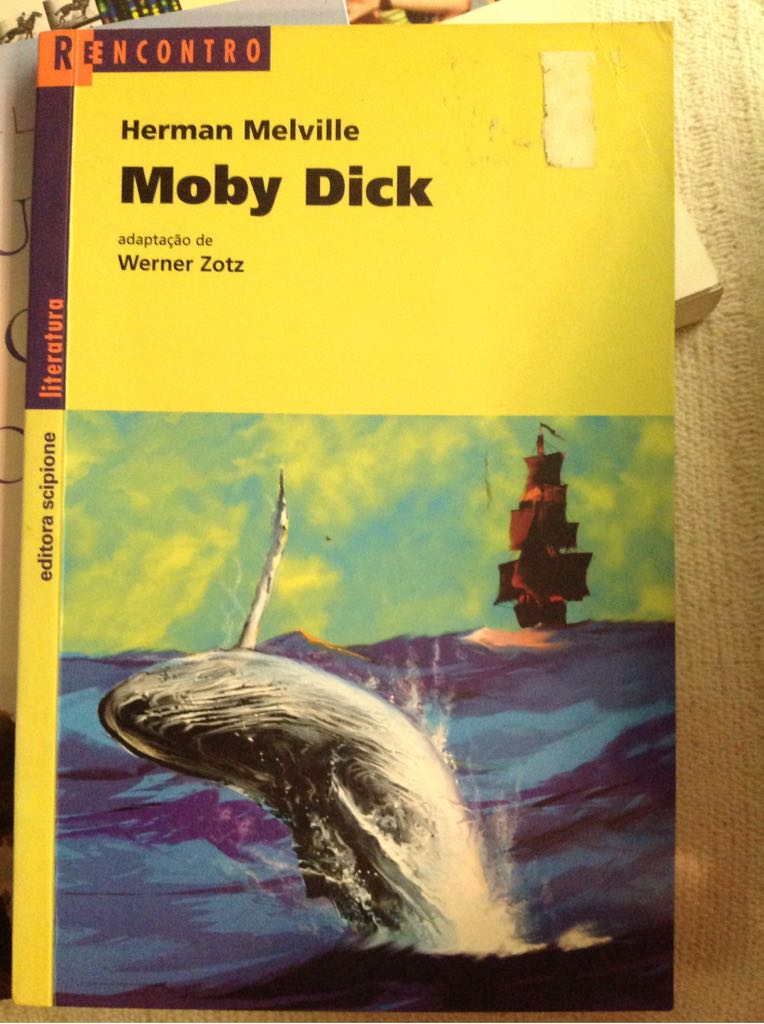 REENCONTRO
Herman Melville
Moby Dick
adaptação de
Werner Zotz
literatura
editora scipione